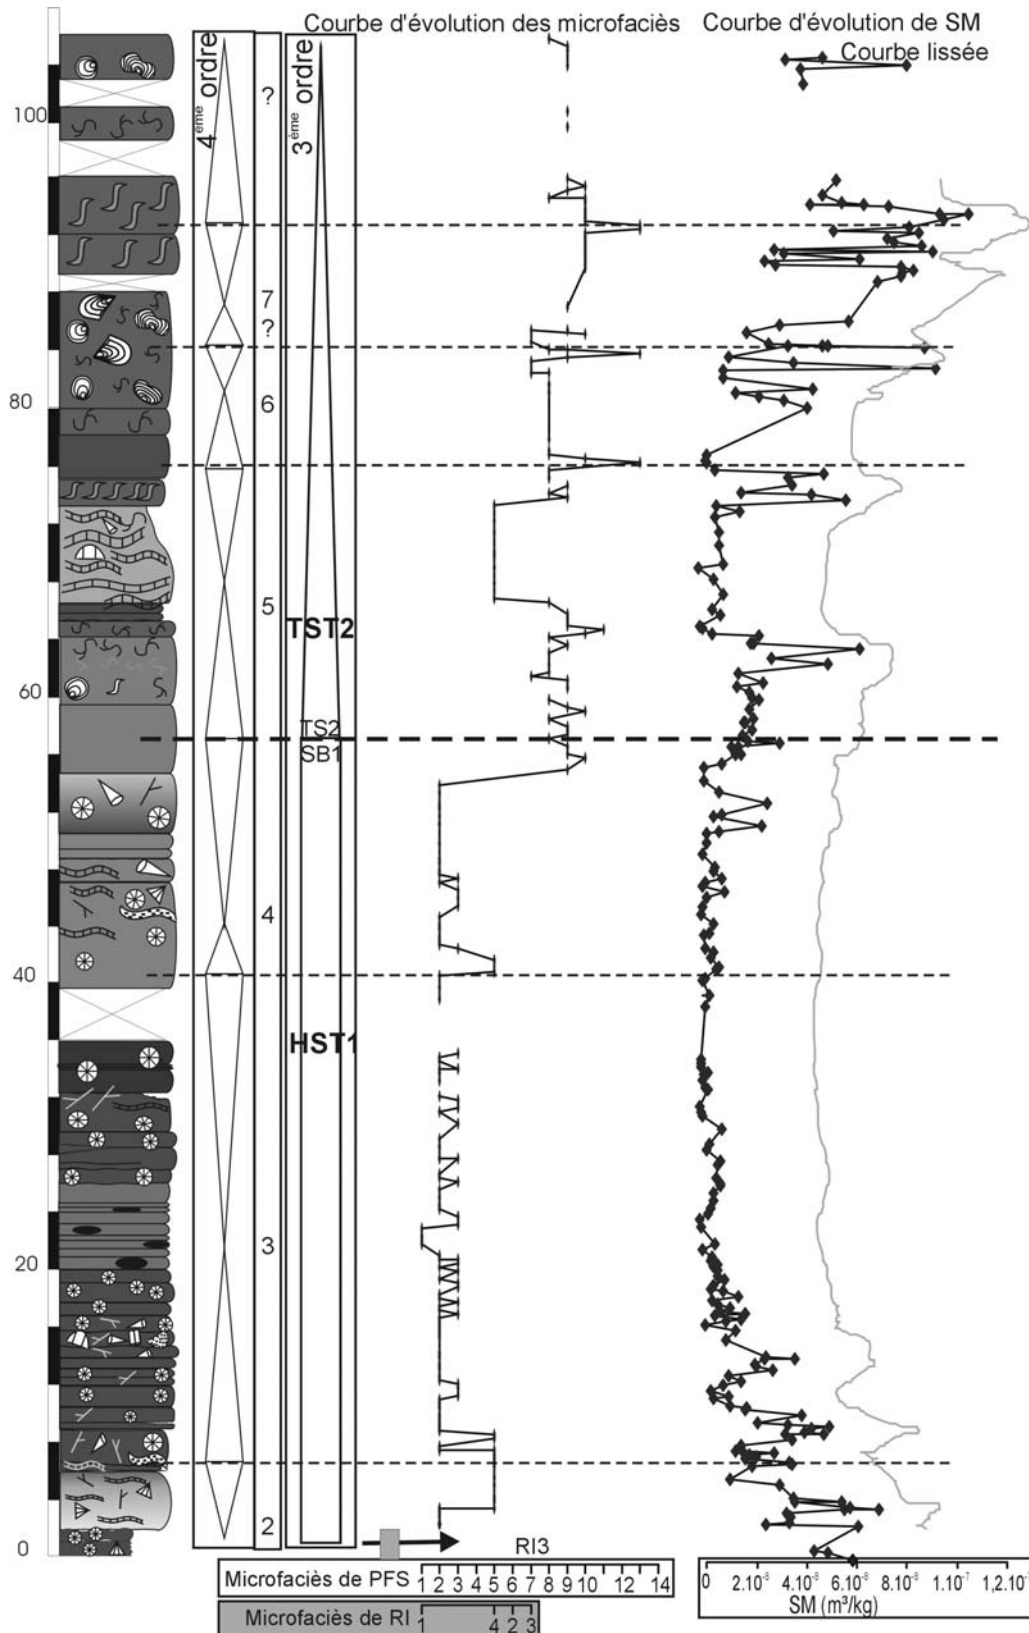 Courbe d'évolution des microfaciès
Courbe d'évolution de SM
Courbe lissée
4ème ordre
3ème ordre
?
100
7
?
80
6
5
TST2
60
TS2
SB1
4
40
HST1
3
20
2
0
RI3
Microfaciès de PFS
1 2 3 4 5 6 7 8 9 10 12 14
Microfaciès de RI
1 4 2 3
0 2.10⁻⁸ 4.10⁻⁸ 6.10⁻⁸ 8.10⁻⁸ 1.10⁻⁷ 1,2.10⁻⁷
SM (m³/kg)